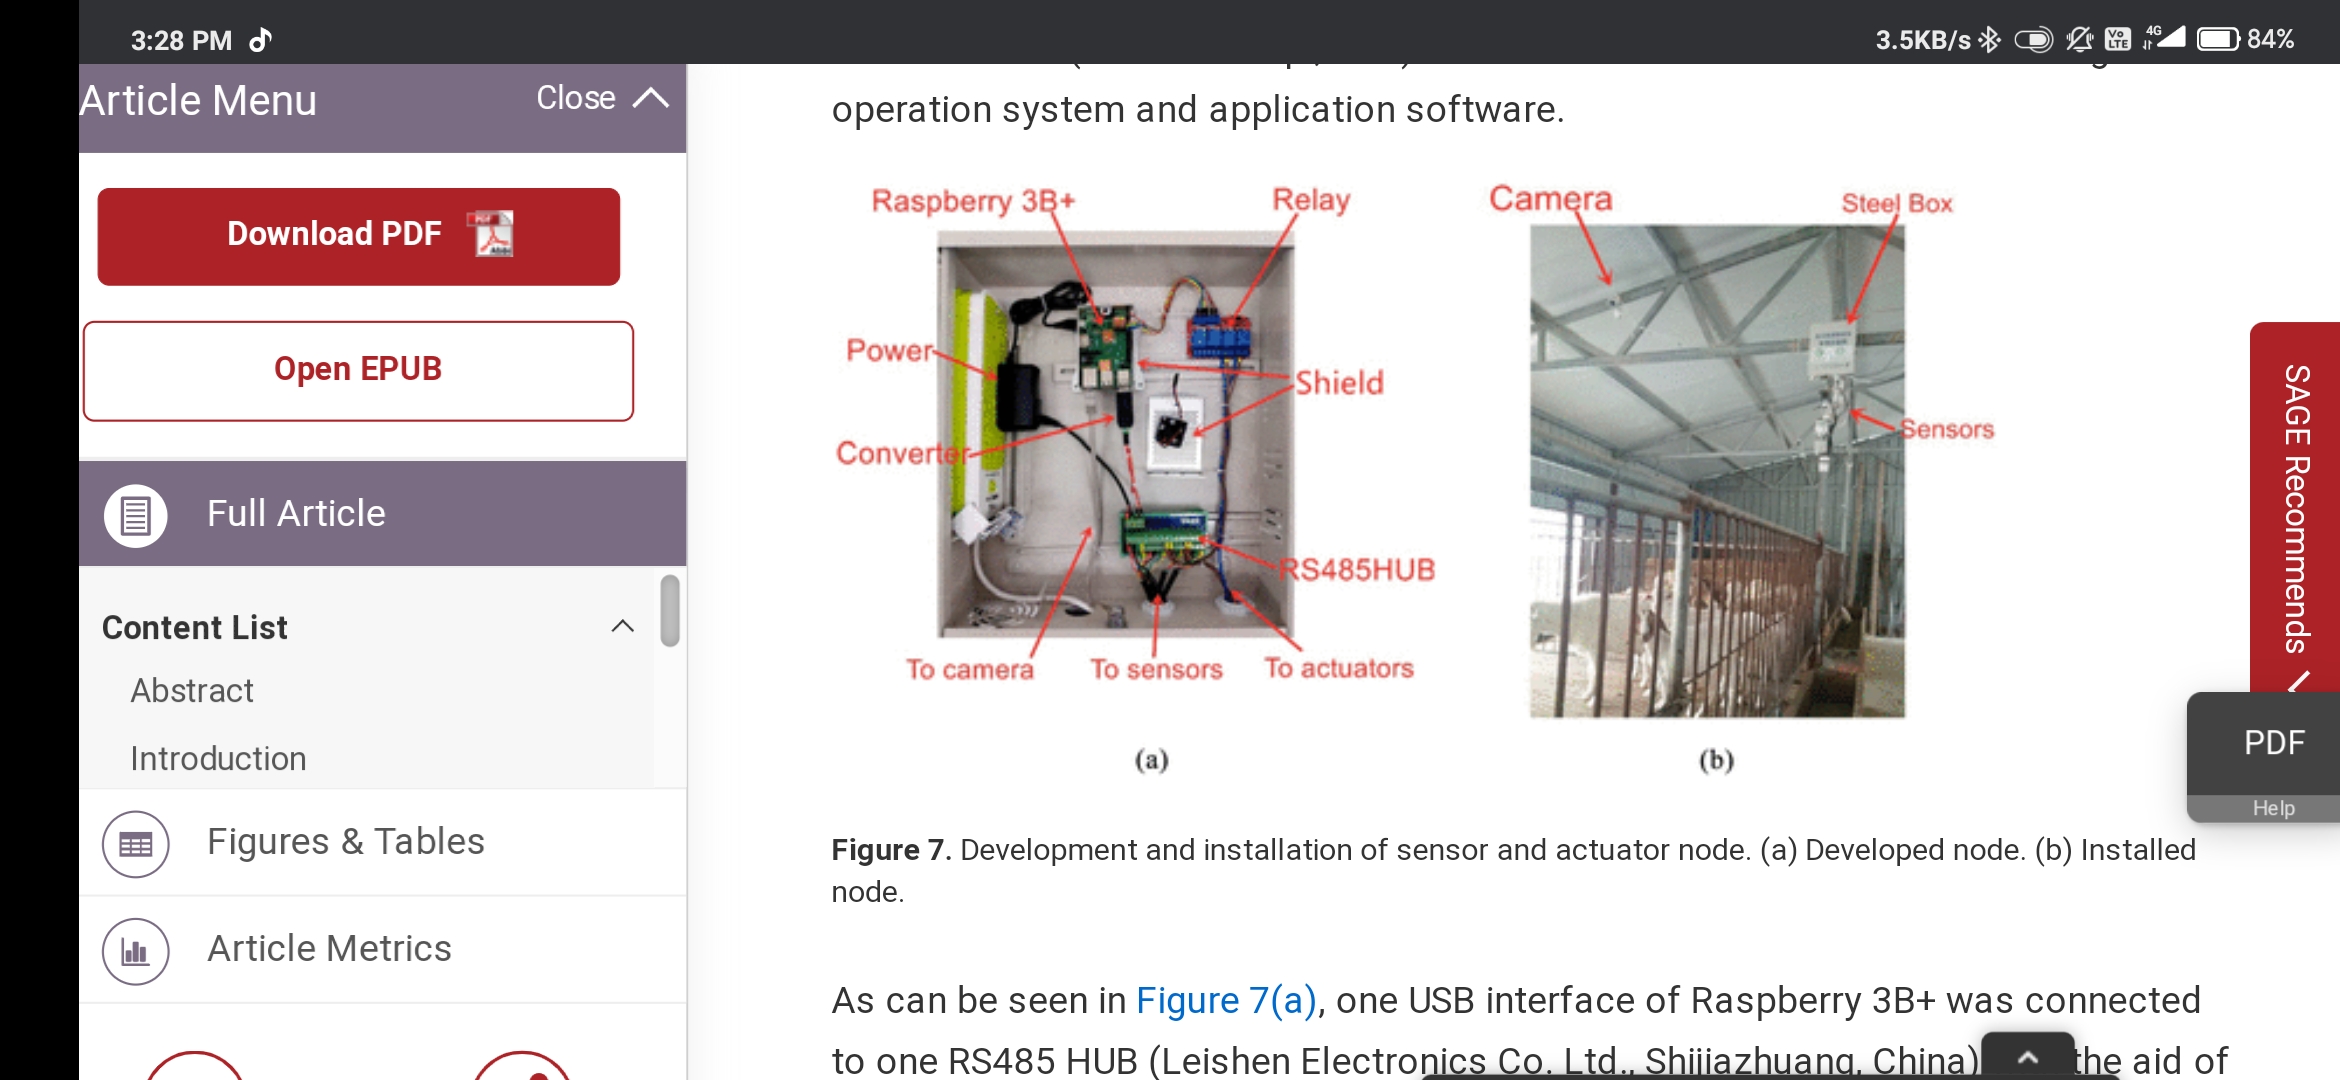 3:28 PM
3.5KB/s 4G Vo LTE 84%
Article Menu
Close
Download PDF
Open EPUB
Full Article
Content List
Abstract
Introduction
Figures & Tables
Article Metrics
operation system and application software.
Raspberry 3B+
Relay
Power
Shield
Converter
RS485HUB
To camera
To sensors
To actuators
(a)
Camera
Steel Box
Sensors
(b)
Figure 7. Development and installation of sensor and actuator node. (a) Developed node. (b) Installed
node.
As can be seen in Figure 7(a), one USB interface of Raspberry 3B+ was connected
to one RS485 HUB (Leishen Electronics Co. Ltd., Shijiazhuang, China) the aid of
SAGE Recommends
PDF
Help